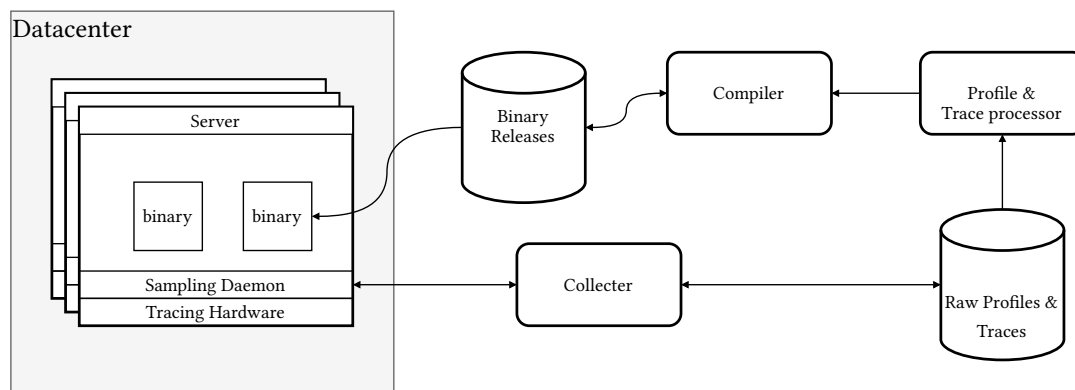 Datacenter
Server
binary
binary
Sampling Daemon
Tracing Hardware
Binary
Releases
Compiler
Profile &
Trace processor
Collecter
Raw Profiles &
Traces